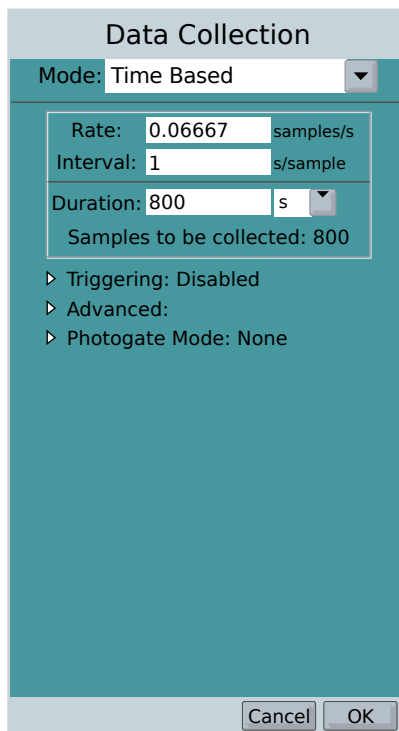 Data Collection
Mode: Time Based
Rate: 0.06667 samples/s
Interval: 1 s/sample
Duration: 800 s
Samples to be collected: 800
Triggering: Disabled
Advanced:
Photogate Mode: None
Cancel OK